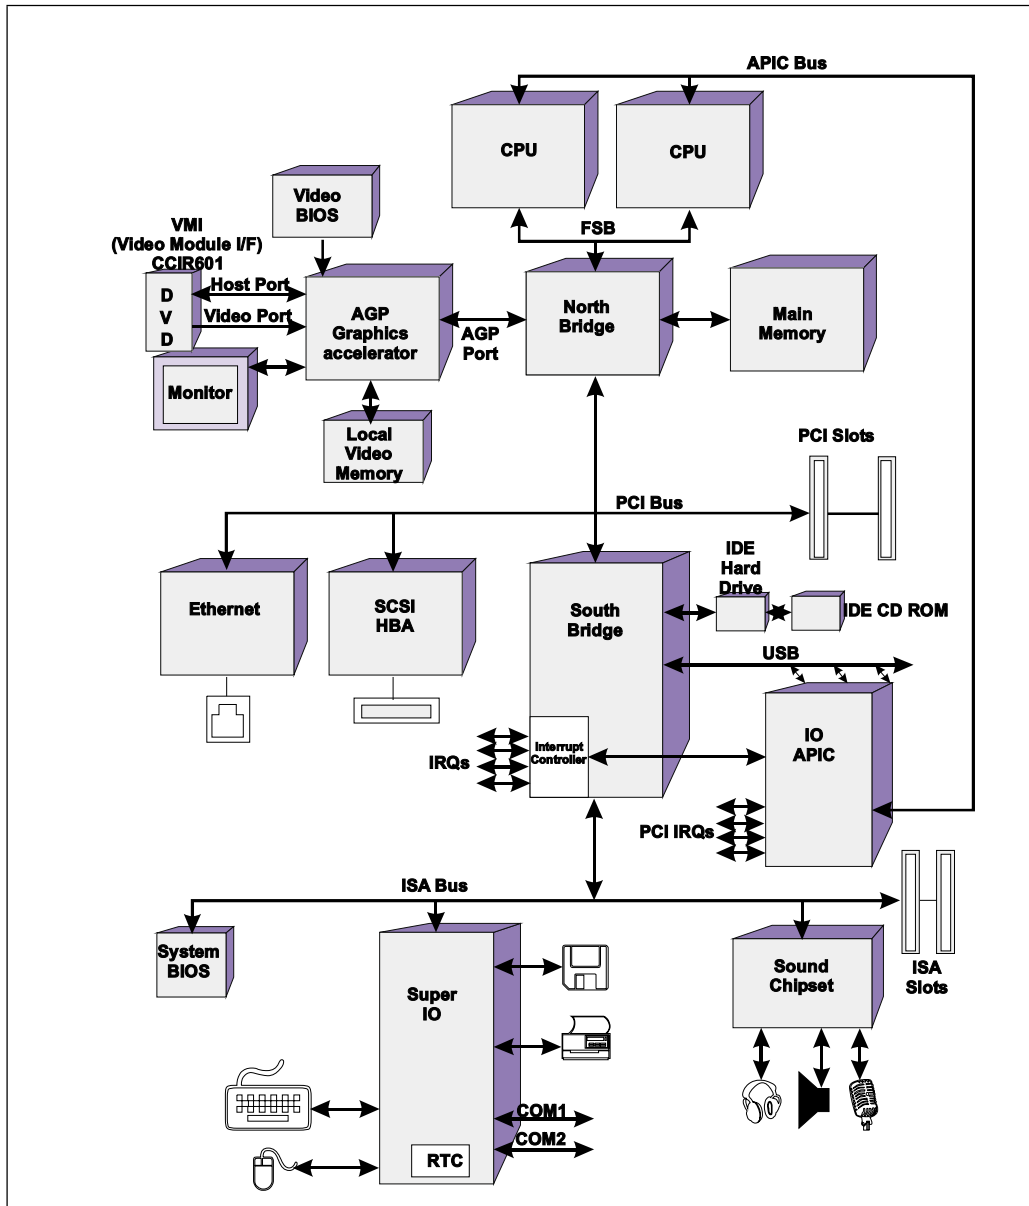 APIC Bus
CPU
CPU
Video
BIOS
VMI
(Video Module I/F)
CCIR601
FSB
D
V
D
Host Port
Video Port
AGP
Graphics
accelerator
AGP
Port
North
Bridge
Main
Memory
Monitor
Local
Video
Memory
PCI Slots
PCI Bus
Ethernet
SCSI
HBA
South
Bridge
IDE
Hard
Drive
IDE CD ROM
USB
IO
APIC
Interrupt
Controller
IRQs
PCI IRQs
ISA Bus
System
BIOS
Super
IO
Sound
Chipset
ISA
Slots
COM1
COM2
RTC